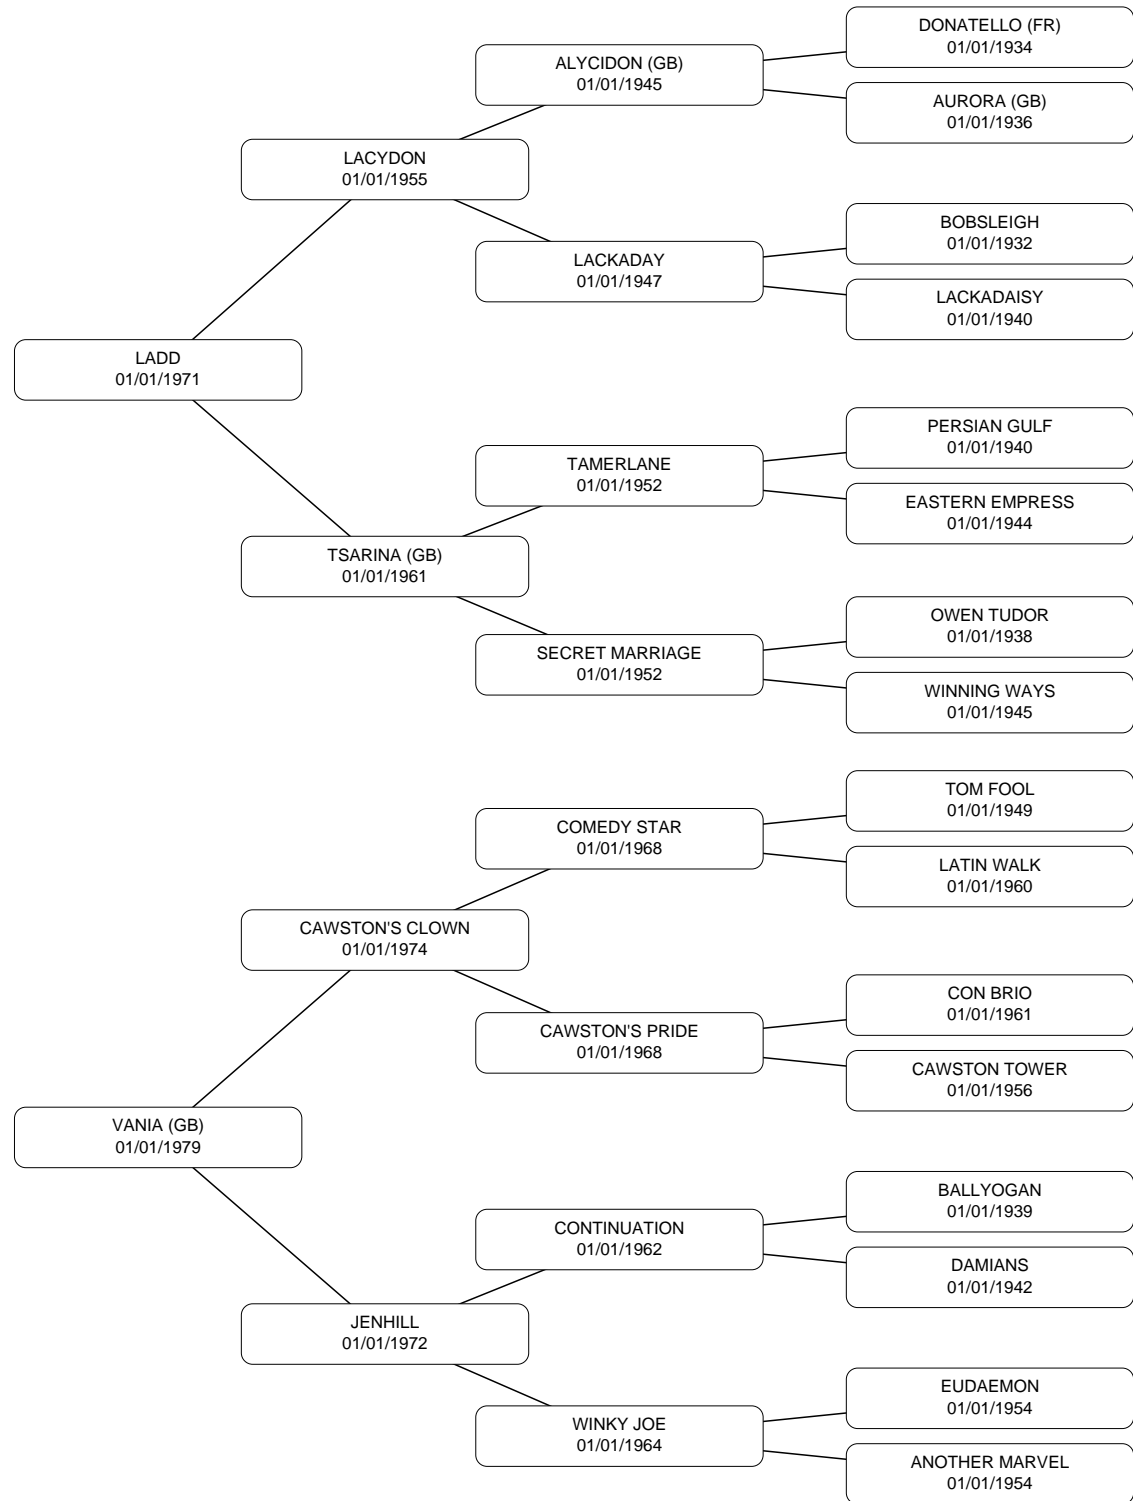 DONATELLO (FR)
01/01/1934
ALYCIDON (GB)
01/01/1945
AURORA (GB)
01/01/1936
LACYDON
01/01/1955
BOBSLEIGH
01/01/1932
LACKADAY
01/01/1947
LACKADAISY
01/01/1940
LADD
01/01/1971
PERSIAN GULF
01/01/1940
TAMERLANE
01/01/1952
EASTERN EMPRESS
01/01/1944
TSARINA (GB)
01/01/1961
OWEN TUDOR
01/01/1938
SECRET MARRIAGE
01/01/1952
WINNING WAYS
01/01/1945
TOM FOOL
01/01/1949
COMEDY STAR
01/01/1968
LATIN WALK
01/01/1960
CAWSTON'S CLOWN
01/01/1974
CON BRIO
01/01/1961
CAWSTON'S PRIDE
01/01/1968
CAWSTON TOWER
01/01/1956
VANIA (GB)
01/01/1979
BALLYOGAN
01/01/1939
CONTINUATION
01/01/1962
DAMIANS
01/01/1942
JENHILL
01/01/1972
EUDAEMON
01/01/1954
WINKY JOE
01/01/1964
ANOTHER MARVEL
01/01/1954